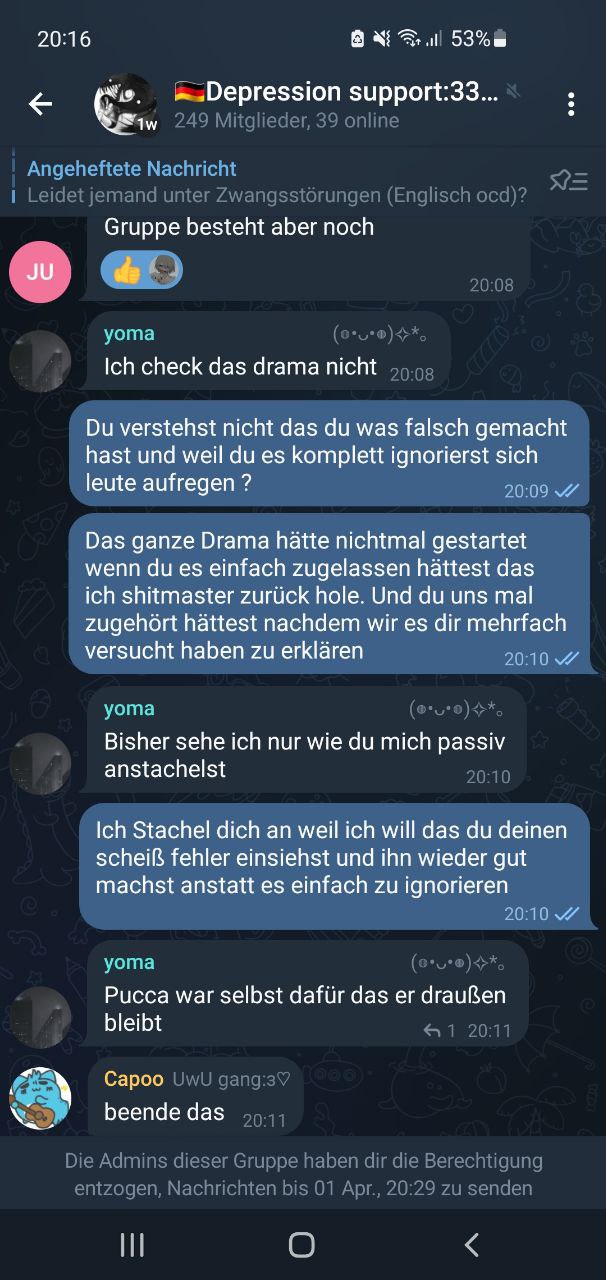 20:16
53%
🇩🇪Depression support:33...
249 Mitglieder, 39 online
1w
Angeheftete Nachricht
Leidet jemand unter Zwangsstörungen (Englisch ocd)?
Gruppe besteht aber noch
👍
20:08
JU
yoma
Ich check das drama nicht
20:08
Du verstehst nicht das du was falsch gemacht
hast und weil du es komplett ignorierst sich
leute aufregen ?
20:09
Das ganze Drama hätte nichtmal gestartet
wenn du es einfach zugelassen hättest das
ich shitmaster zurück hole. Und du uns mal
zugehört hättest nachdem wir es dir mehrfach
versucht haben zu erklären
20:10
yoma
Bisher sehe ich nur wie du mich passiv
anstachelst
20:10
Ich Stachel dich an weil ich will das du deinen
scheiß fehler einsiehst und ihn wieder gut
machst anstatt es einfach zu ignorieren
20:10
yoma
Pucca war selbst dafür das er draußen
bleibt
1 20:11
Capoo UwU gang:з♡
beende das
20:11
Die Admins dieser Gruppe haben dir die Berechtigung
entzogen, Nachrichten bis 01 Apr., 20:29 zu senden